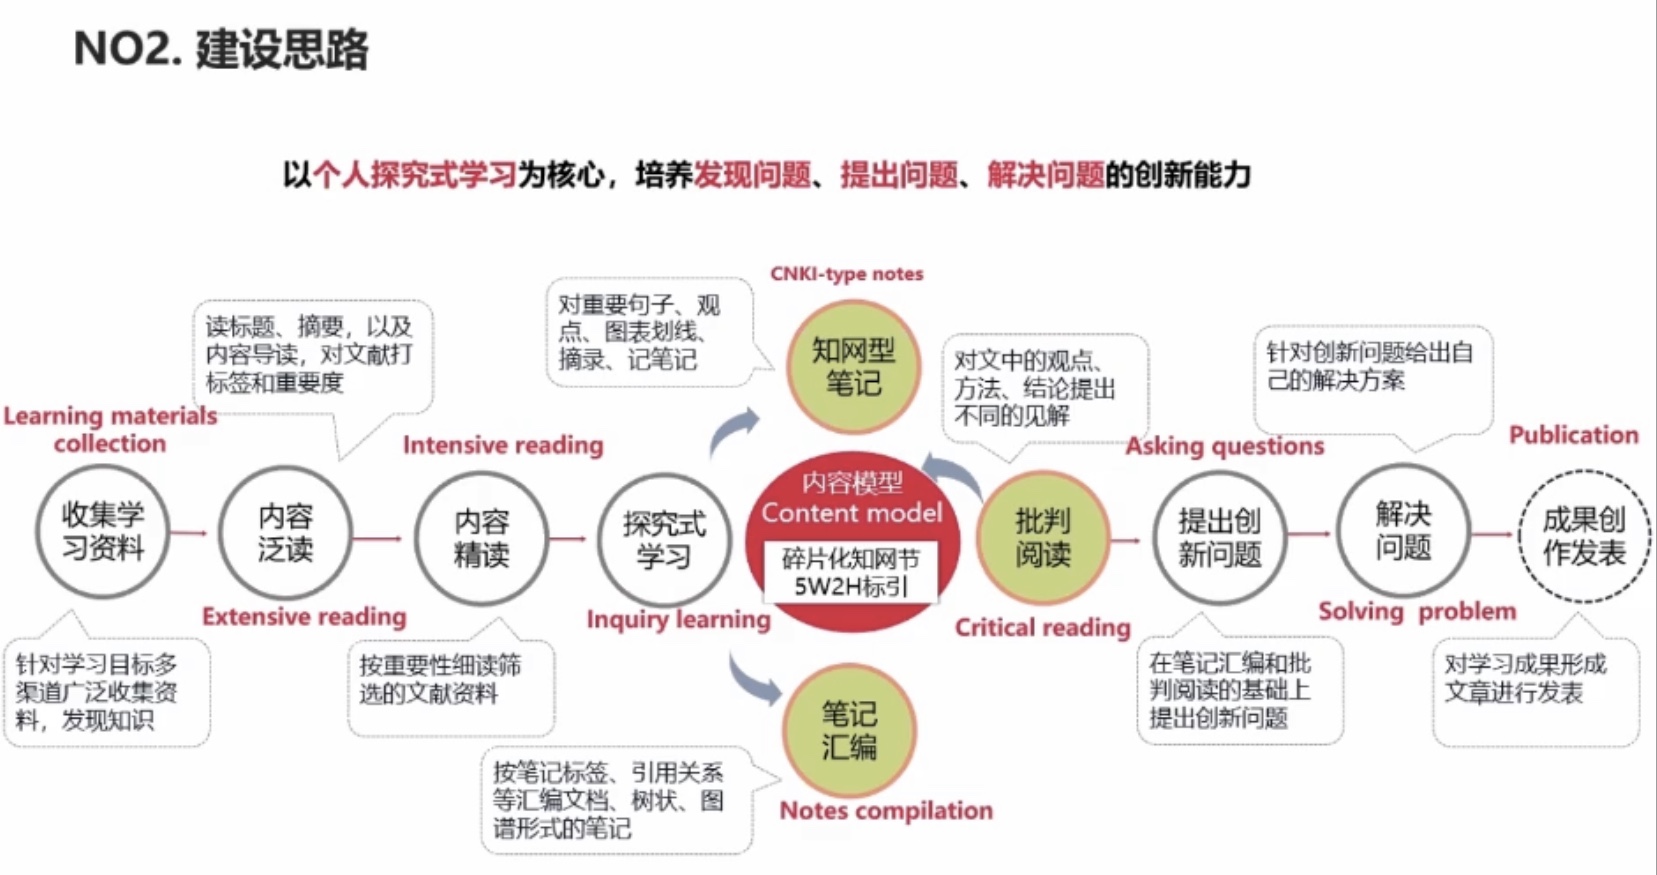 NO2. 建设思路
以个人探究式学习为核心，培养发现问题、提出问题、解决问题的创新能力
Learning materials
collection
收集学
习资料
针对学习目标多
渠道广泛收集资
料，发现知识
读标题、摘要，以及
内容导读，对文献打
标签和重要度
内容
泛读
Extensive reading
Intensive reading
内容
精读
按重要性细读筛
选的文献资料
探究式
学习
Inquiry learning
对重要句子、观
点、图表划线、
摘录、记笔记
CNKI-type notes
知网型
笔记
内容模型
Content model
碎片化知网节
5W2H标引
按笔记标签、引用关系
等汇编文档、树状、图
谱形式的笔记
笔记
汇编
Notes compilation
对文中的观点、
方法、结论提出
不同的见解
批判
阅读
Critical reading
Asking questions
提出创
新问题
在笔记汇编和批
判阅读的基础上
提出创新问题
针对创新问题给出自
己的解决方案
解决
问题
Solving problem
Publication
成果创
作发表
对学习成果形成
文章进行发表